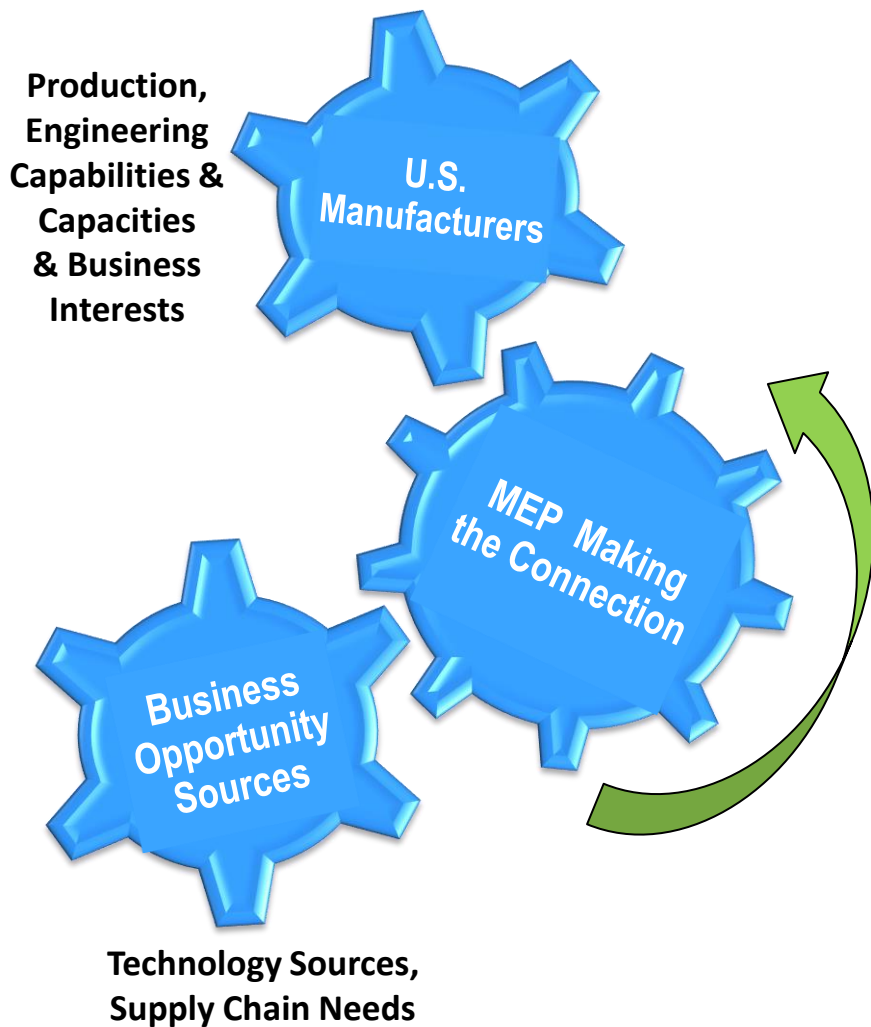 Production,
Engineering
Capabilities &
Capacities
& Business
Interests
U.S.
Manufacturers
MEP Making
the Connection
Business
Opportunity
Sources
Technology Sources,
Supply Chain Needs